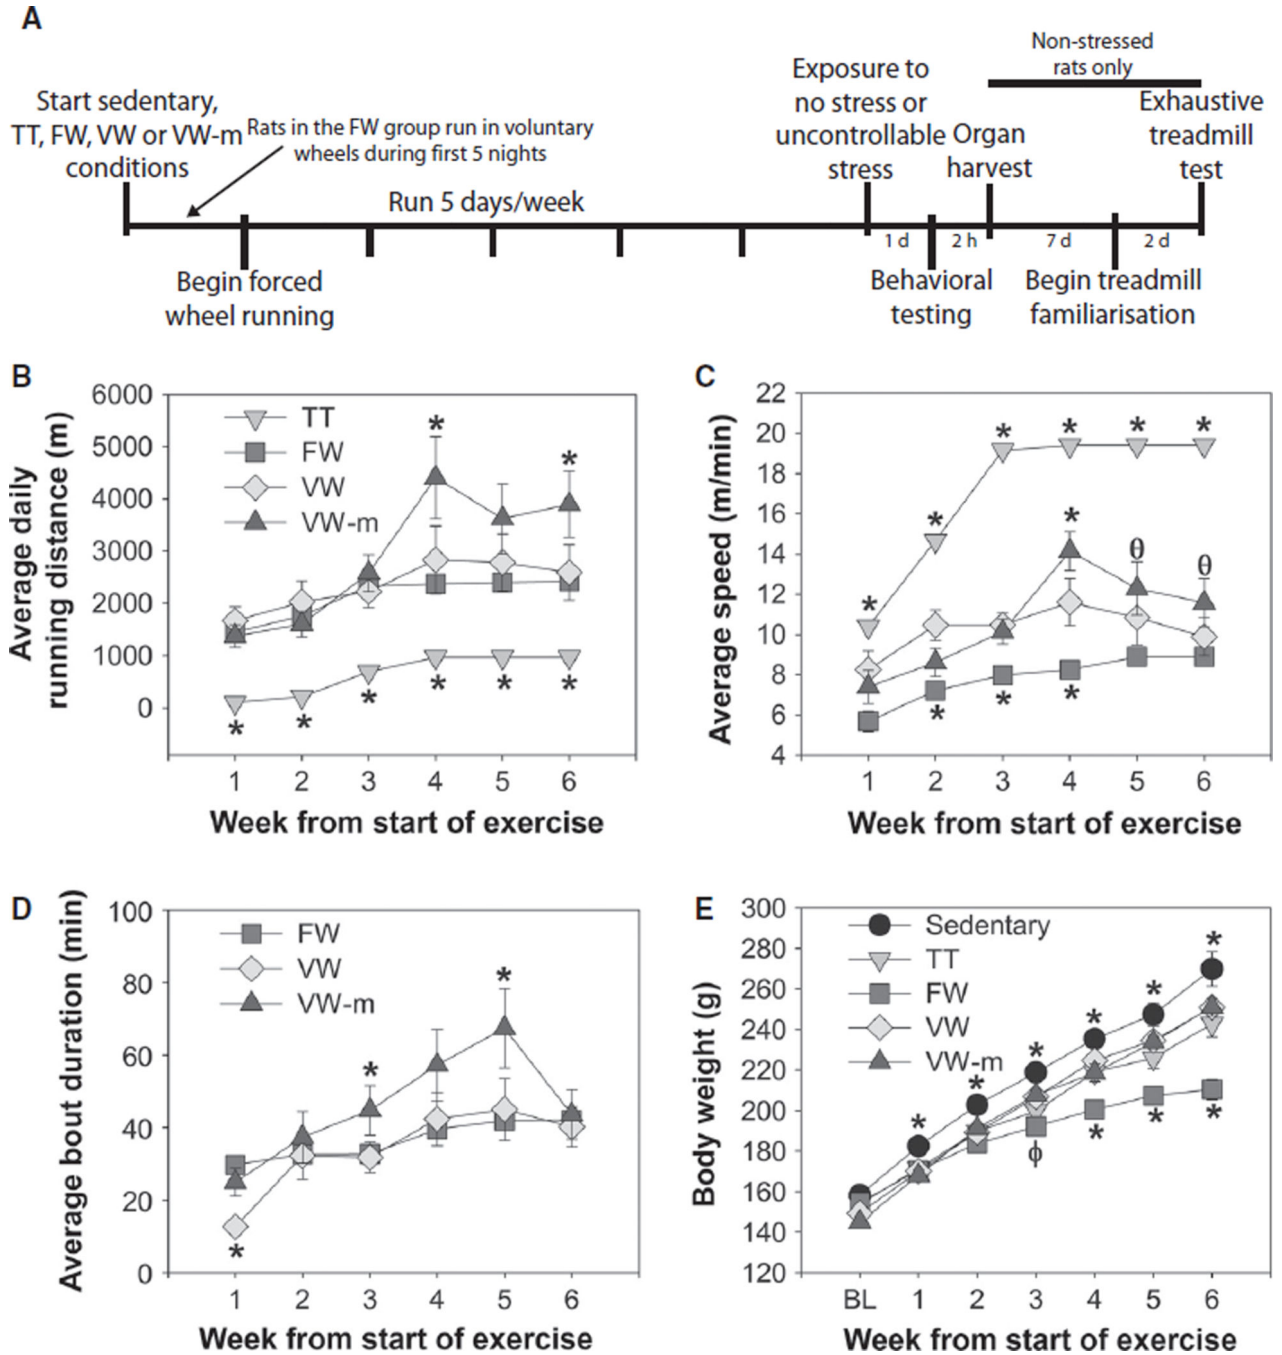 A
Non-stressed
rats only
Exposure to
no stress or
uncontrollable
stress
Start sedentary,
TT, FW, VW or VW-m
conditions
Rats in the FW group run in voluntary
wheels during first 5 nights
Organ
harvest
Exhaustive
treadmill
test
Run 5 days/week
1 d
2 h
7 d
2 d
Begin forced
wheel running
Behavioral
testing
Begin treadmill
familiarisation
B
Average daily
running distance (m)
6000
5000
4000
3000
2000
1000
0
TT
FW
VW
VW-m
*
*
*
*
*
*
*
*
1 2 3 4 5 6
Week from start of exercise
C
Average speed (m/min)
22
20
18
16
14
12
10
8
6
4
* * * * * *
* θ θ
* * *
1 2 3 4 5 6
Week from start of exercise
D
Average bout duration (min)
100
80
60
40
20
0
FW
VW
VW-m
*
*
*
1 2 3 4 5 6
Week from start of exercise
E
Body weight (g)
300
280
260
240
220
200
180
160
140
120
Sedentary
TT
FW
VW
VW-m
* * * * * *
ϕ * * *
BL 1 2 3 4 5 6
Week from start of exercise